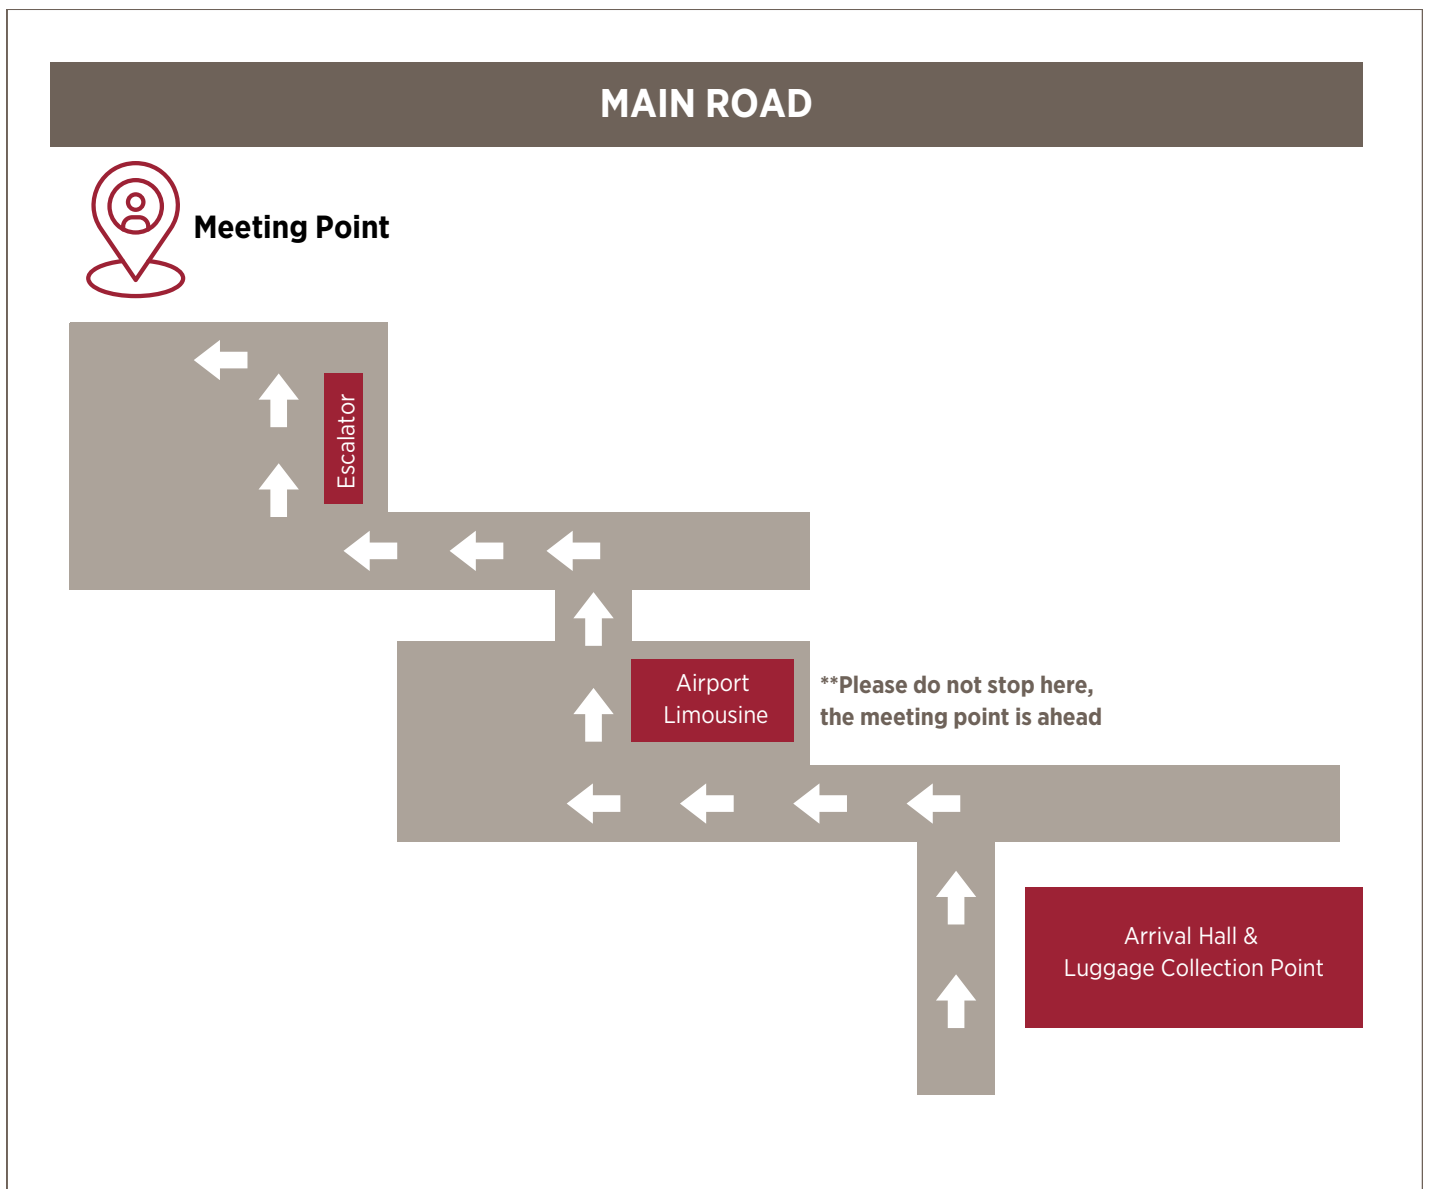 MAIN ROAD
Meeting Point
Escalator
Airport
Limousine
**Please do not stop here,
the meeting point is ahead
Arrival Hall &
Luggage Collection Point